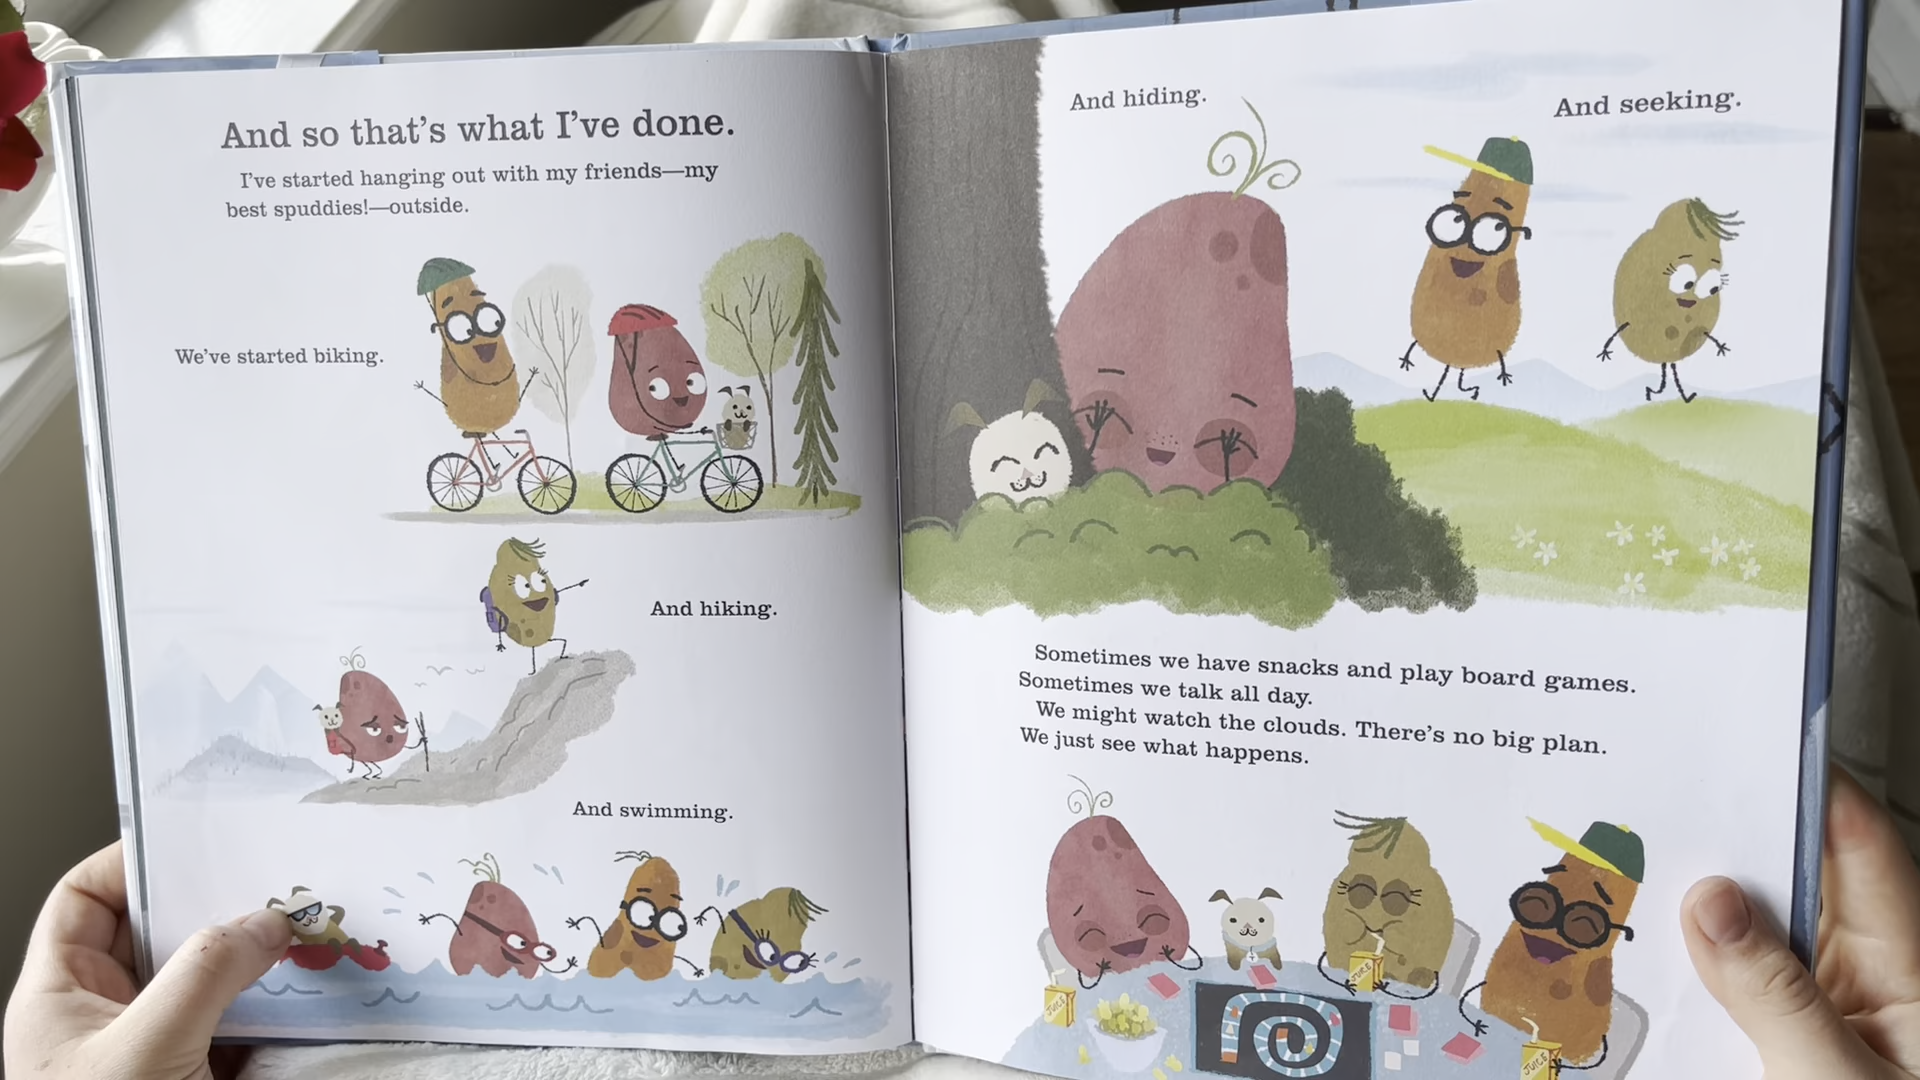 And so that's what I've done.
I've started hanging out with my friends—my
best spuddies!—outside.
We've started biking.
And hiking.
And swimming.
And hiding.
And seeking.
Sometimes we have snacks and play board games.
Sometimes we talk all day.
We might watch the clouds. There's no big plan.
We just see what happens.
JUICE
JUICE
JUICE